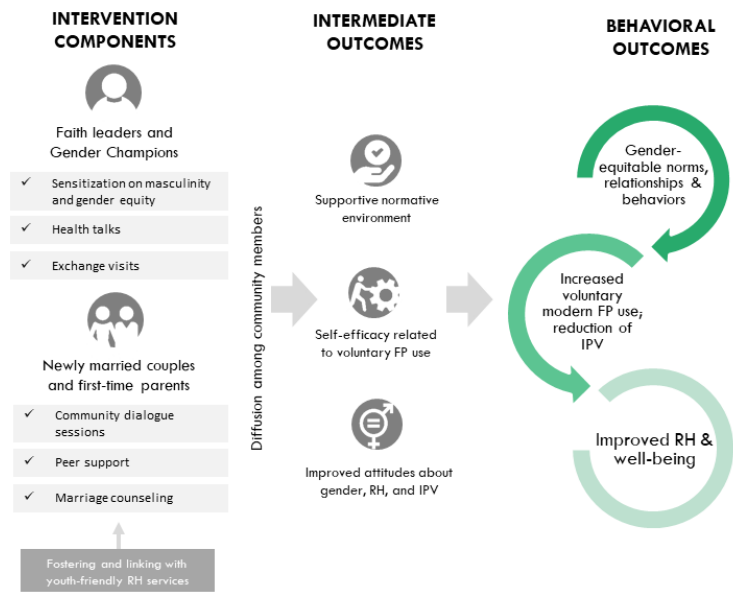 INTERVENTION
COMPONENTS
Faith leaders and
Gender Champions
✓ Sensitization on masculinity
and gender equity
✓ Health talks
✓ Exchange visits
Newly married couples
and first-time parents
✓ Community dialogue
sessions
✓ Peer support
✓ Marriage counseling
Fostering and linking with
youth-friendly RH services
Diffusion among community members
INTERMEDIATE
OUTCOMES
Supportive normative
environment
Self-efficacy related
to voluntary FP use
Improved attitudes about
gender, RH, and IPV
BEHAVIORAL
OUTCOMES
Gender-
equitable norms,
relationships &
behaviors
Increased
voluntary
modern FP use;
reduction of
IPV
Improved RH &
well-being